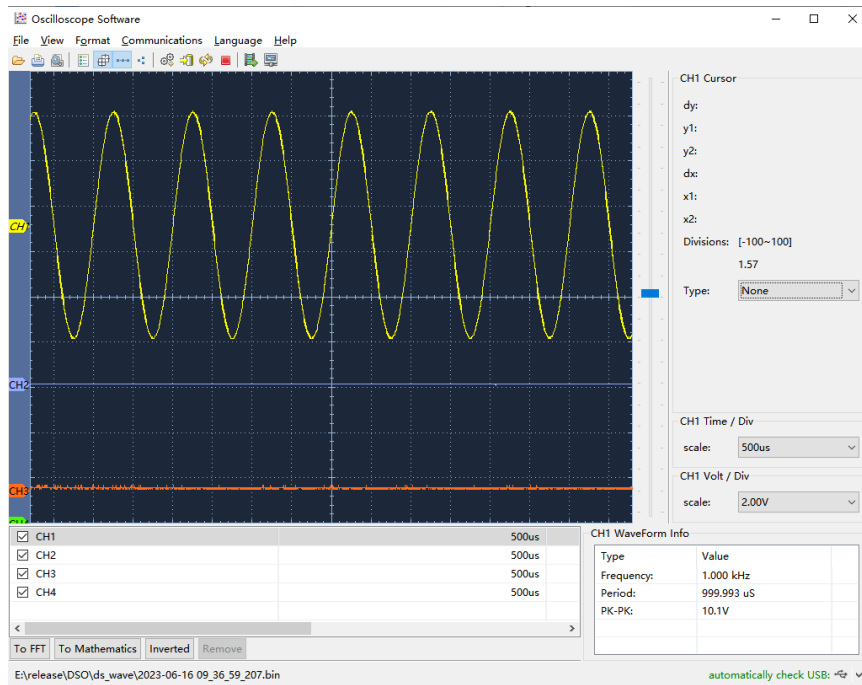 Oscilloscope Software
File View Format Communications Language Help
CH1 Cursor
dy:
y1:
y2:
dx:
x1:
x2:
Divisions: [-100~100]
1.57
Type: None
CH
CH2
CH3
CH1 Time / Div
scale: 500us
CH1 Volt / Div
scale: 2.00V
CH1 500us
CH2 500us
CH3 500us
CH4 500us
CH1 WaveForm Info
Type Value
Frequency: 1.000 kHz
Period: 999.993 uS
PK-PK: 10.1V
To FFT To Mathematics Inverted Remove
E:\release\DSO\ds_wave\2023-06-16 09_36_59_207.bin automatically check USB: